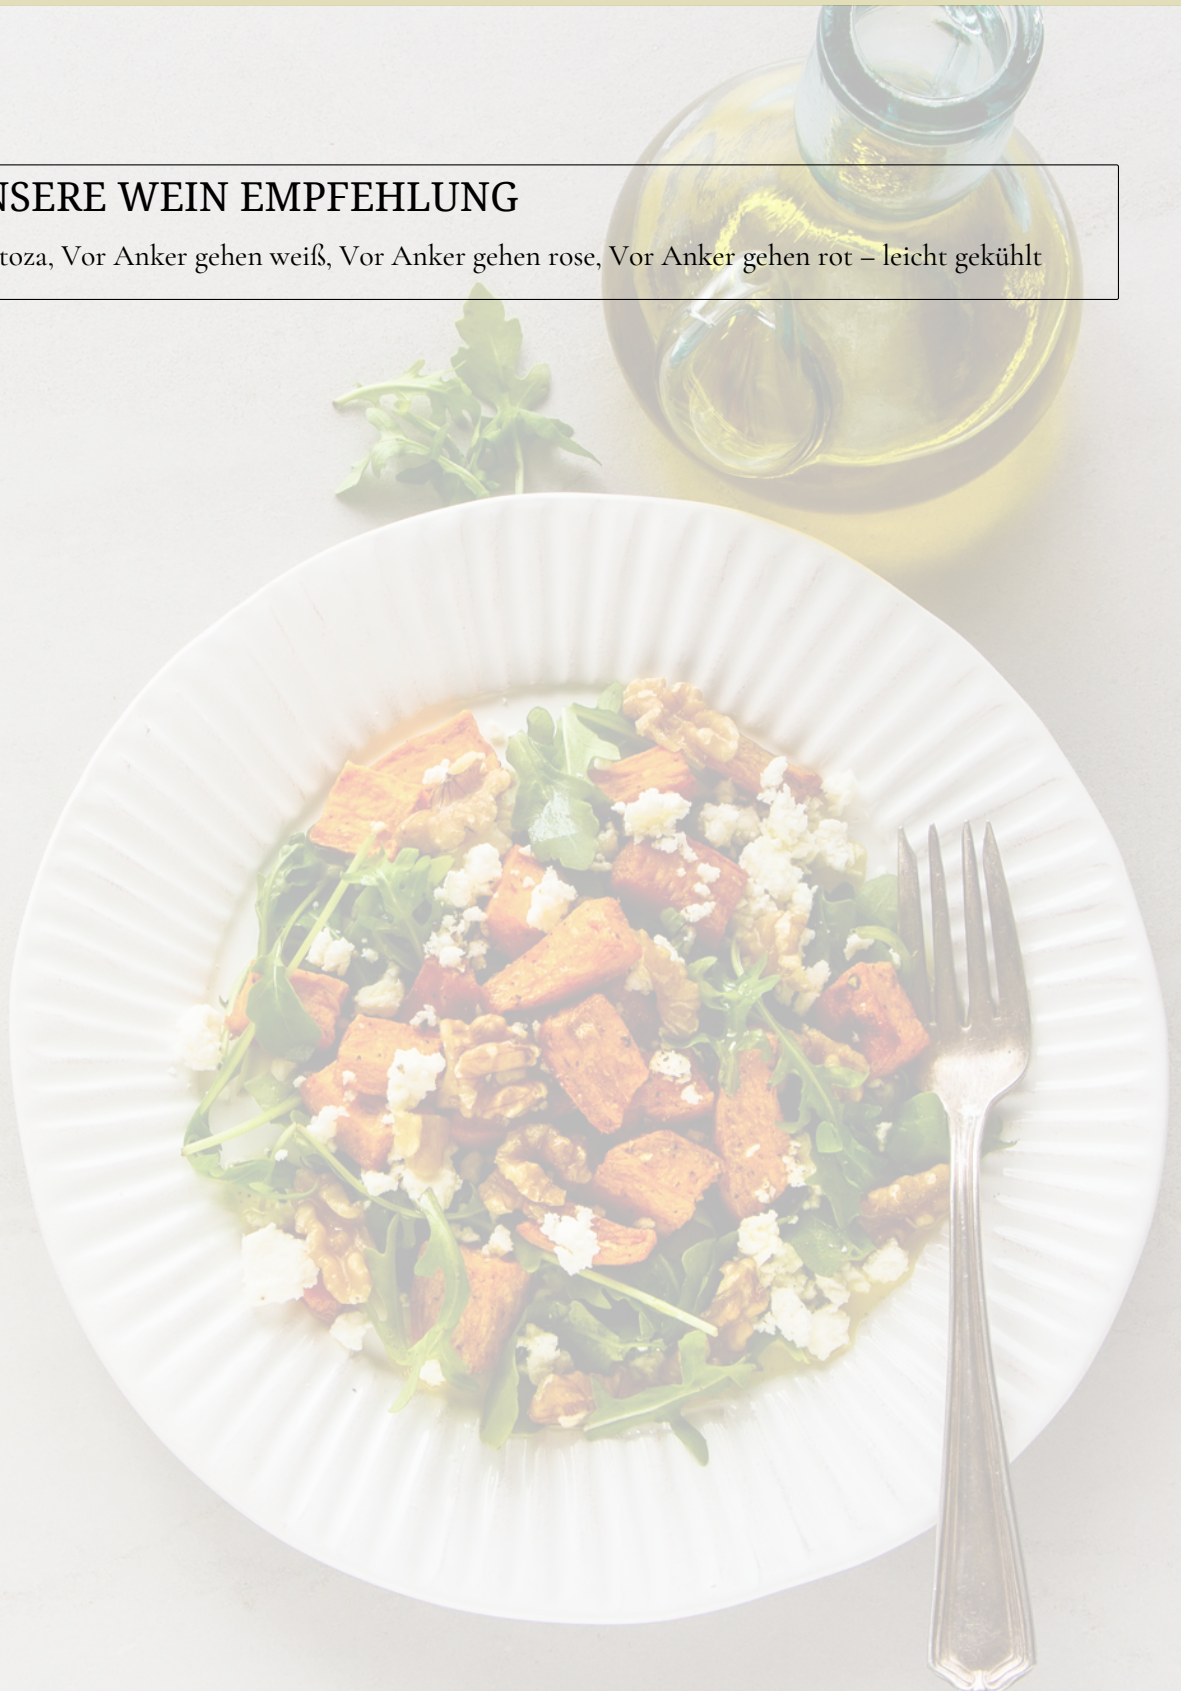 NSERE WEIN EMPFEHLUNG
toza, Vor Anker gehen weiß, Vor Anker gehen rose, Vor Anker gehen rot – leicht gekühlt